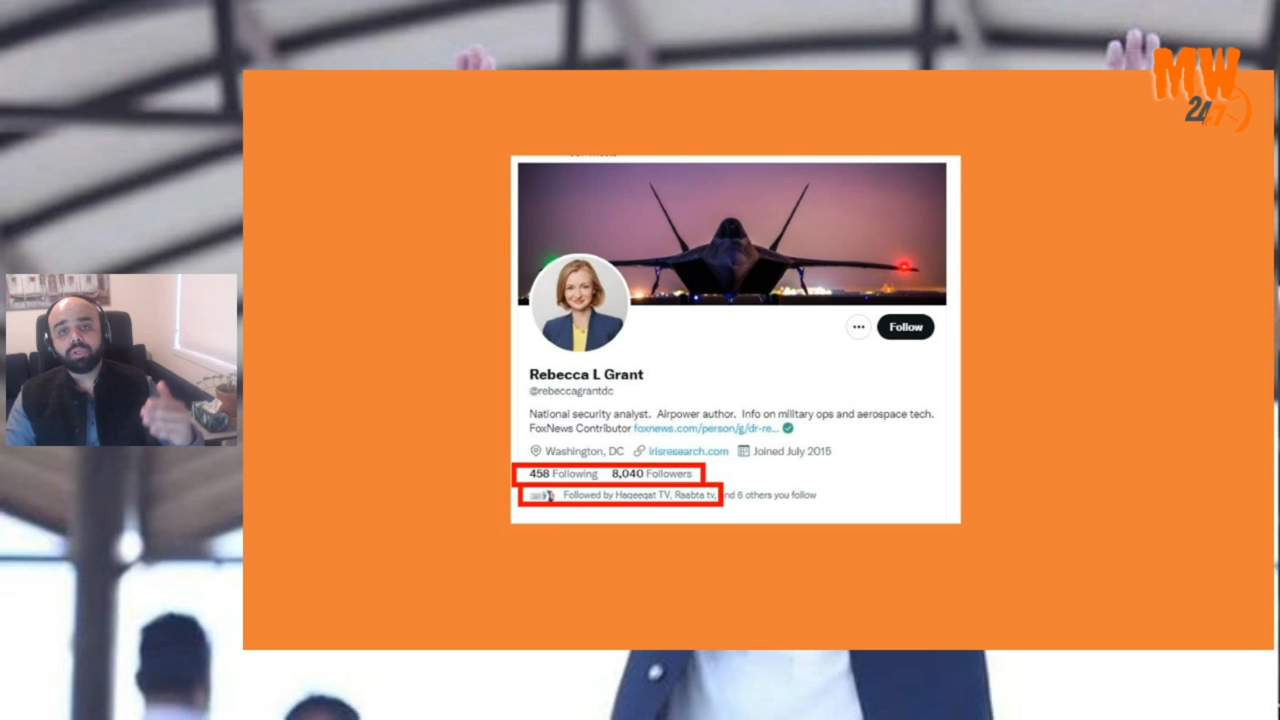 MW
24/7
Follow
Rebecca L Grant
@rebeccagrantdc
National security analyst. Airpower author. Info on military ops and aerospace tech.
FoxNews Contributor foxnews.com/person/g/dr-re...
Washington, DC irisresearch.com Joined July 2015
458 Following 8,040 Followers
Followed by Haqeeqat TV, Raabta tv, and 6 others you follow